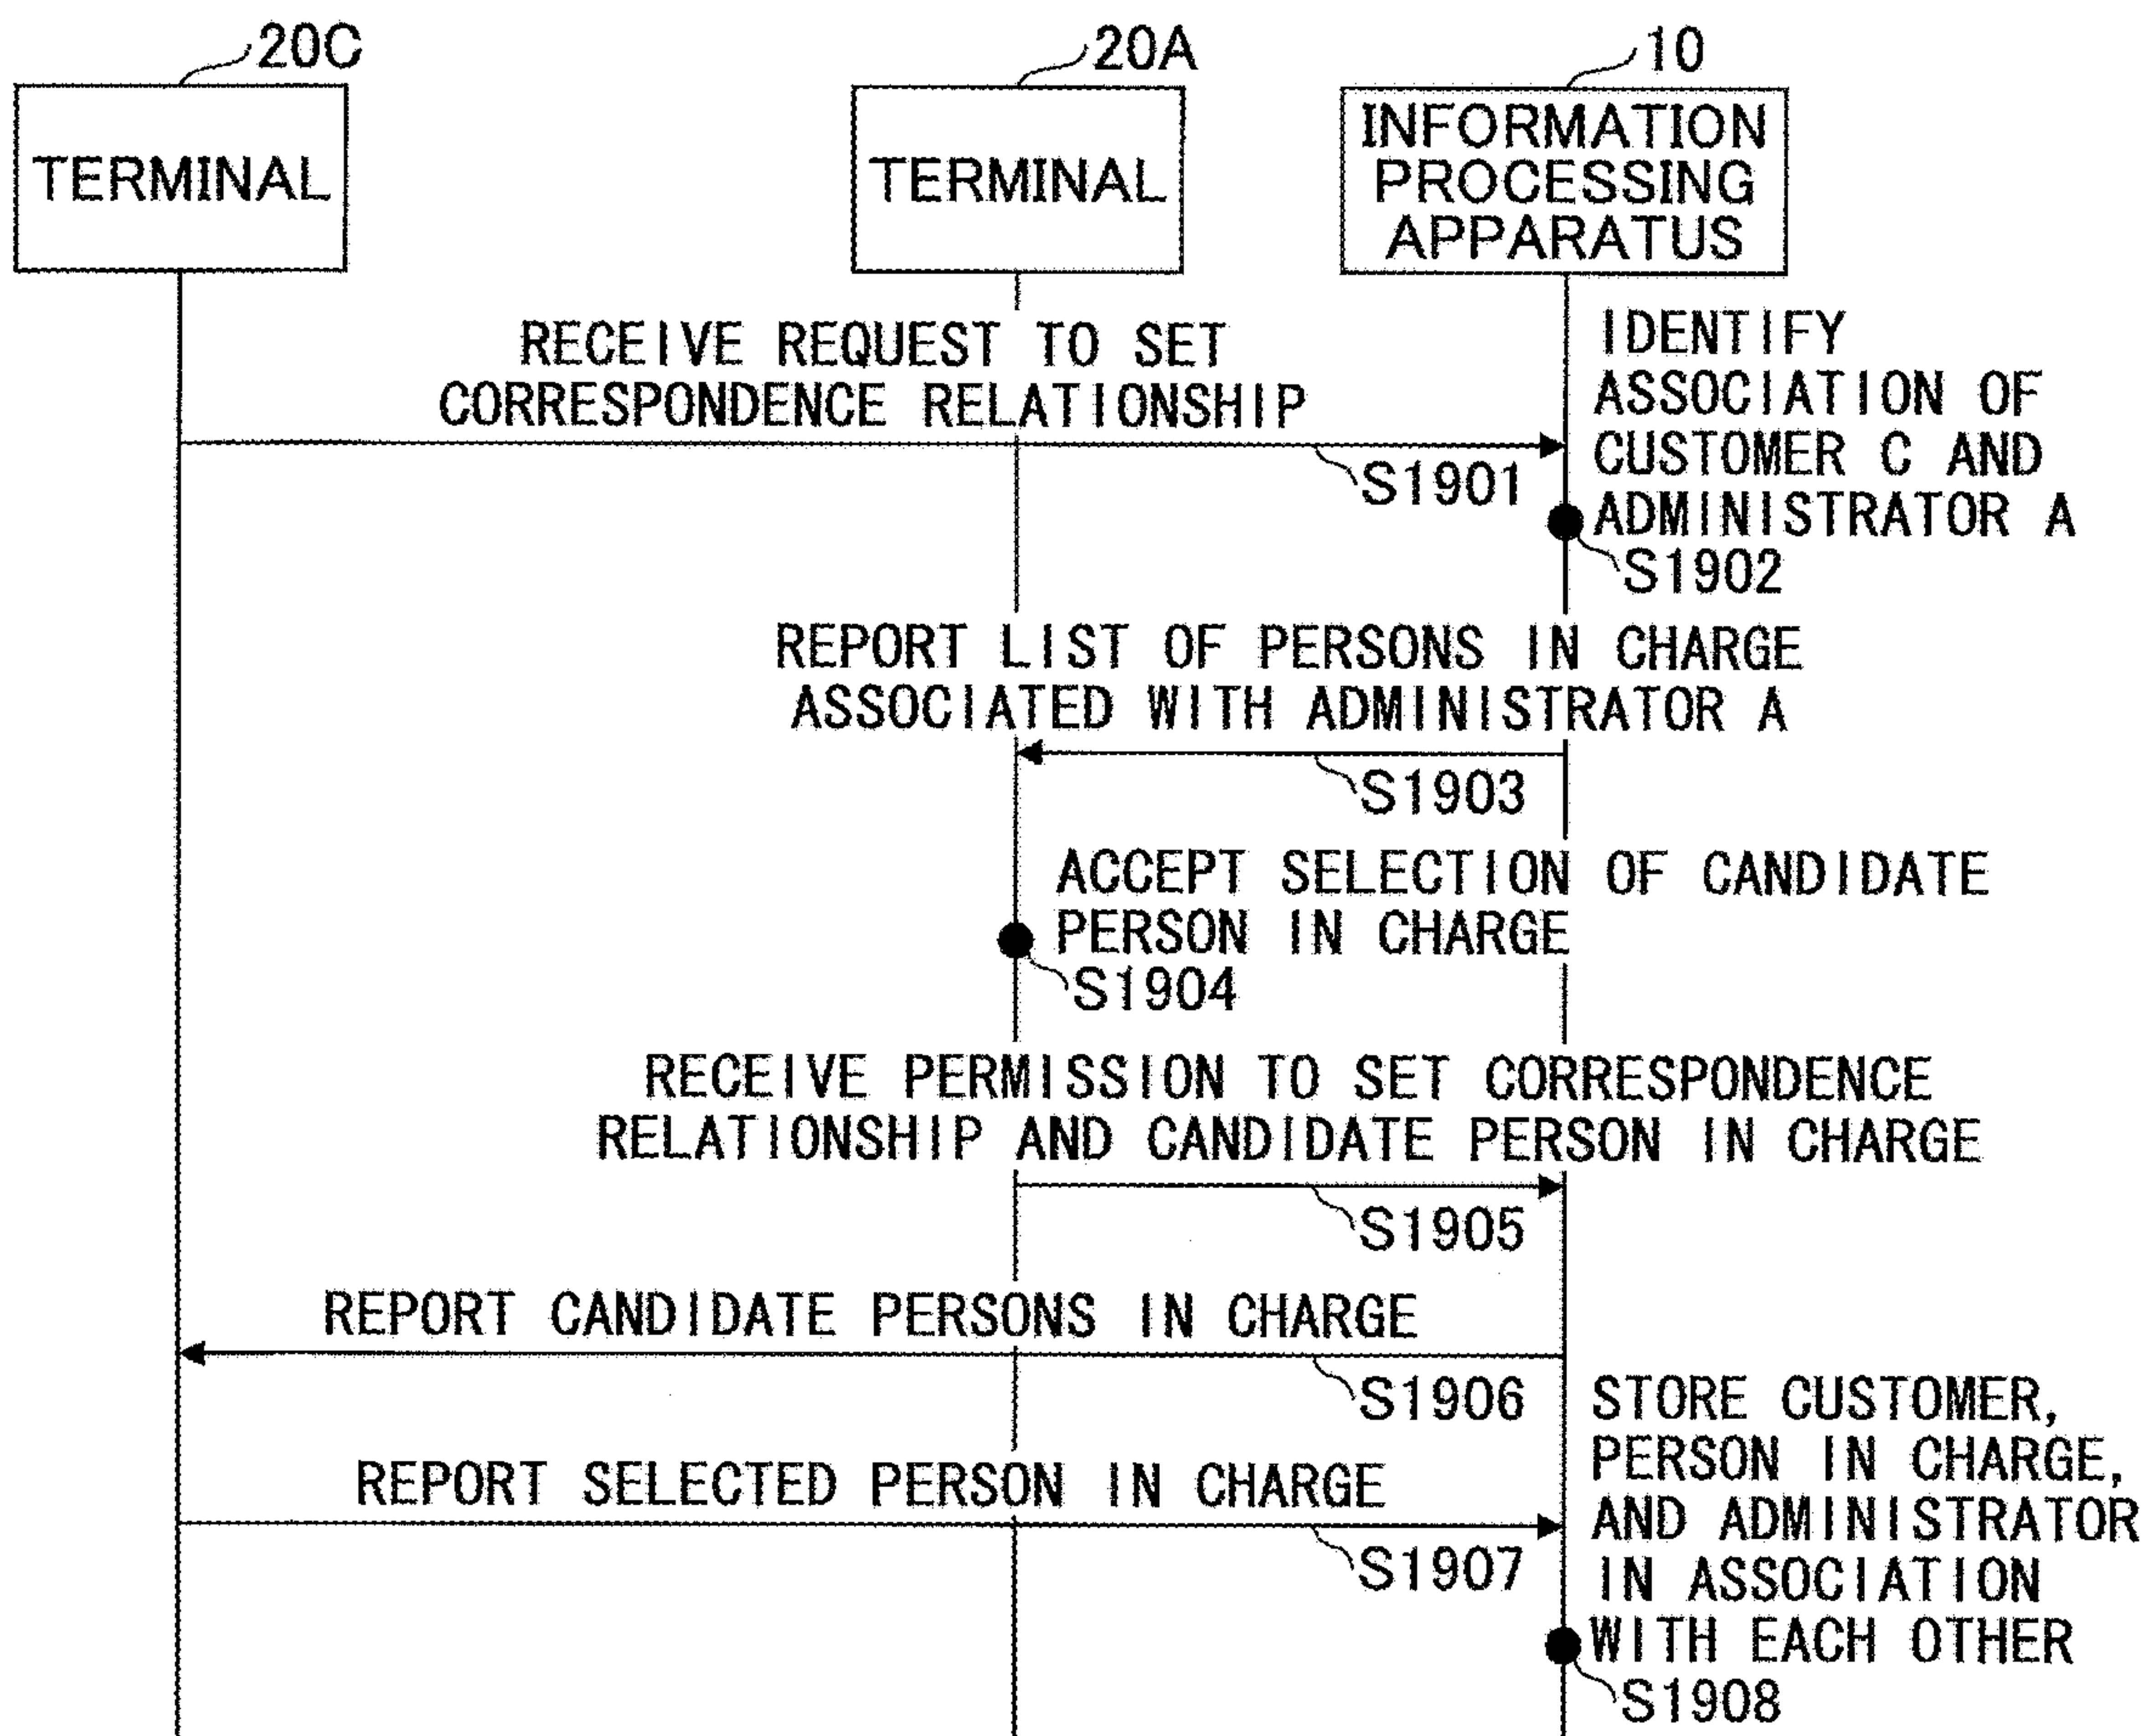 20C
20A
10
TERMINAL
TERMINAL
INFORMATION
PROCESSING
APPARATUS
RECEIVE REQUEST TO SET
CORRESPONDENCE RELATIONSHIP
S1901
IDENTIFY
ASSOCIATION OF
CUSTOMER C AND
ADMINISTRATOR A
S1902
REPORT LIST OF PERSONS IN CHARGE
ASSOCIATED WITH ADMINISTRATOR A
S1903
ACCEPT SELECTION OF CANDIDATE
PERSON IN CHARGE
S1904
RECEIVE PERMISSION TO SET CORRESPONDENCE
RELATIONSHIP AND CANDIDATE PERSON IN CHARGE
S1905
REPORT CANDIDATE PERSONS IN CHARGE
S1906
REPORT SELECTED PERSON IN CHARGE
S1907
STORE CUSTOMER,
PERSON IN CHARGE,
AND ADMINISTRATOR
IN ASSOCIATION
WITH EACH OTHER
S1908